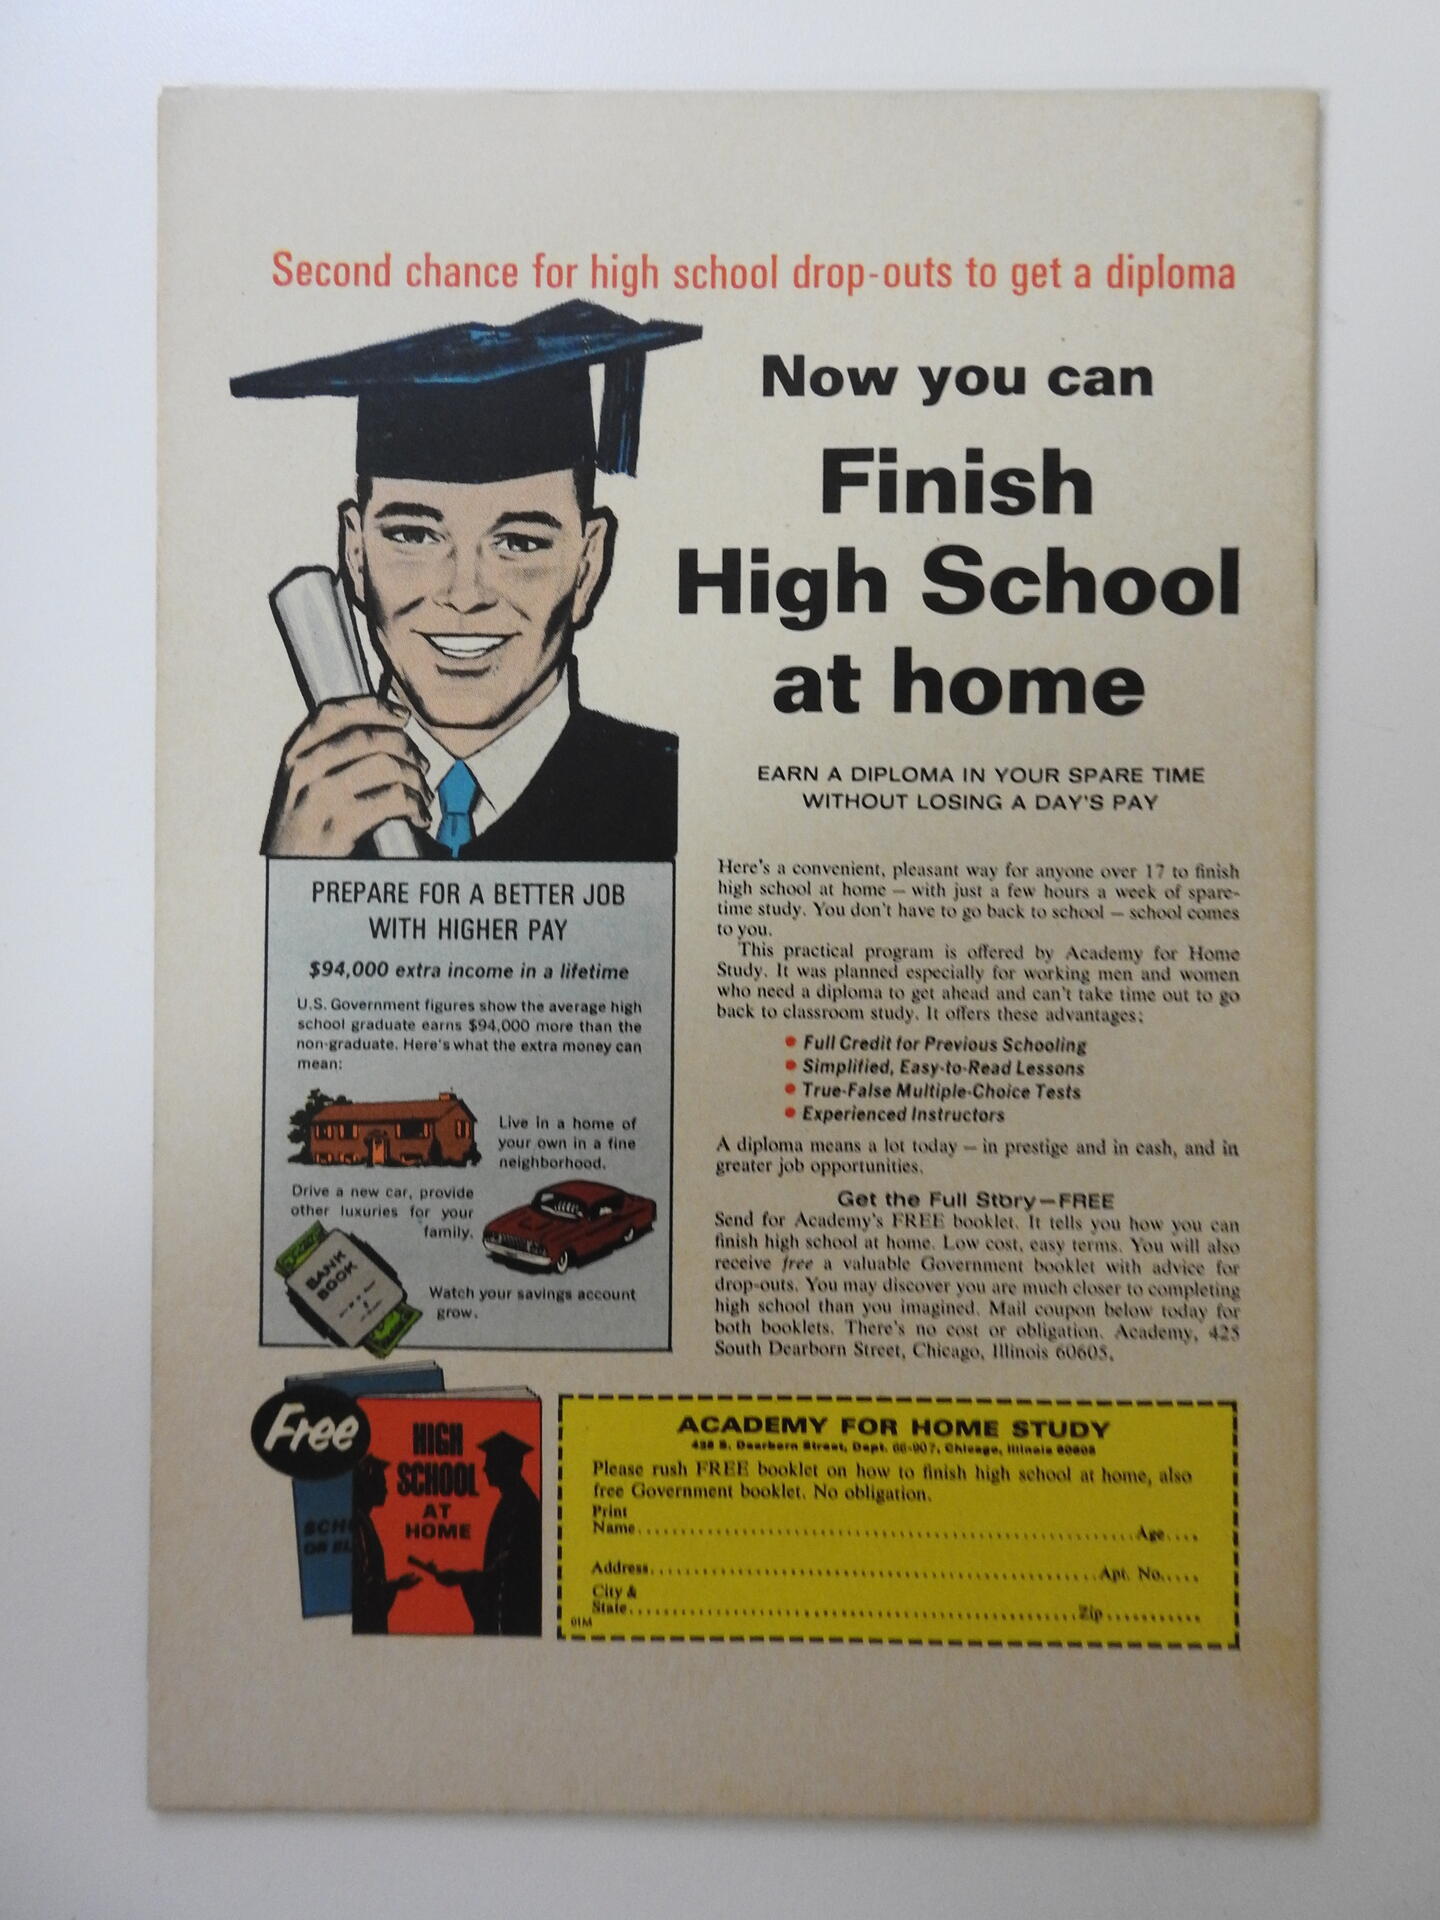 Second chance for high school drop-outs to get a diploma
Now you can
Finish
High School
at home
EARN A DIPLOMA IN YOUR SPARE TIME
WITHOUT LOSING A DAY'S PAY
PREPARE FOR A BETTER JOB
WITH HIGHER PAY
$94,000 extra income in a lifetime
U.S. Government figures show the average high
school graduate earns $94,000 more than the
non-graduate. Here's what the extra money can
mean:
Live in a home of
your own in a fine
neighborhood.
Drive a new car, provide
other luxuries for your
family.
BANK
BOOK
Watch your savings account
grow.
Here's a convenient, pleasant way for anyone over 17 to finish
high school at home — with just a few hours a week of spare-
time study. You don't have to go back to school — school comes
to you.
This practical program is offered by Academy for Home
Study. It was planned especially for working men and women
who need a diploma to get ahead and can't take time out to go
back to classroom study. It offers these advantages:
• Full Credit for Previous Schooling
• Simplified, Easy-to-Read Lessons
• True-False Multiple-Choice Tests
• Experienced Instructors
A diploma means a lot today — in prestige and in cash, and in
greater job opportunities.
Get the Full Story—FREE
Send for Academy's FREE booklet. It tells you how you can
finish high school at home. Low cost, easy terms. You will also
receive free a valuable Government booklet with advice for
drop-outs. You may discover you are much closer to completing
high school than you imagined. Mail coupon below today for
both booklets. There's no cost or obligation. Academy, 425
South Dearborn Street, Chicago, Illinois 60605.
Free
SCH
OR EL
HIGH
SCHOOL
AT
HOME
ACADEMY FOR HOME STUDY
S. Dearborn Street, Dept. 66-907, Chicago, Illinois
Please rush FREE booklet on how to finish high school at home, also
free Government booklet. No obligation.
Print
Name.................................................................Age....
Address..............................................................Apt. No.....
City &
State................................................................Zip...........
01M